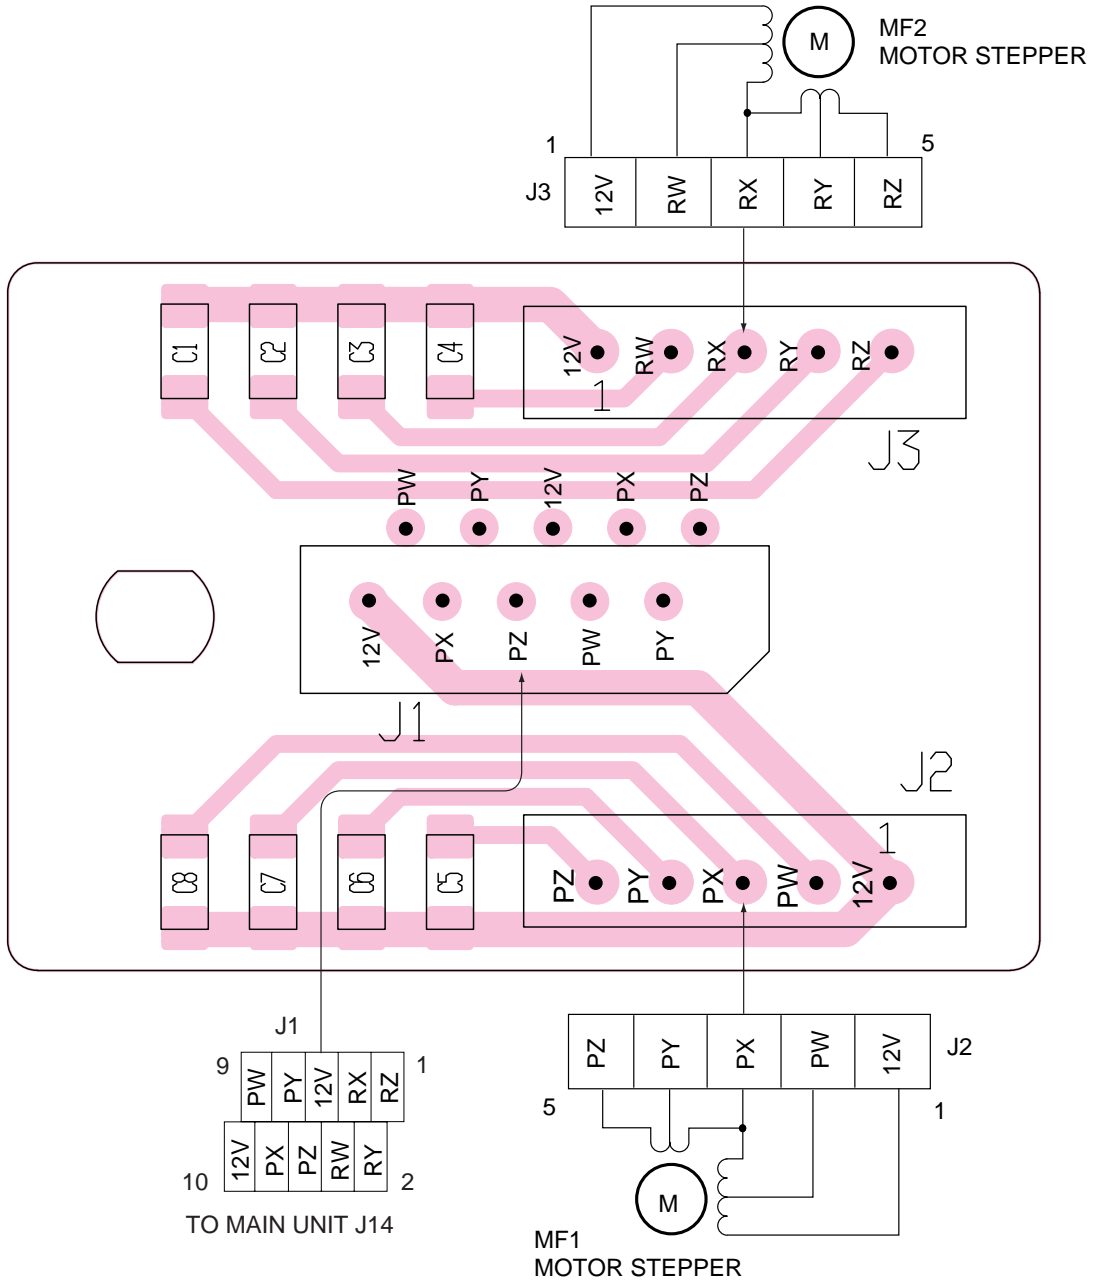 MF2
MOTOR STEPPER
M
1
5
J3
12V
RW
RX
RY
RZ
C1
C2
C3
C4
12V
RW
RX
RY
RZ
1
J3
PW
PY
12V
PX
PZ
12V
PX
PZ
PW
PY
J1
J2
1
C8
C7
C6
C5
PZ
PY
PX
PW
12V
J1
9
PW
PY
12V
RX
RZ
1
10
12V
PX
PZ
RW
RY
2
TO MAIN UNIT J14
PZ
PY
PX
PW
12V
J2
5
1
M
MF1
MOTOR STEPPER